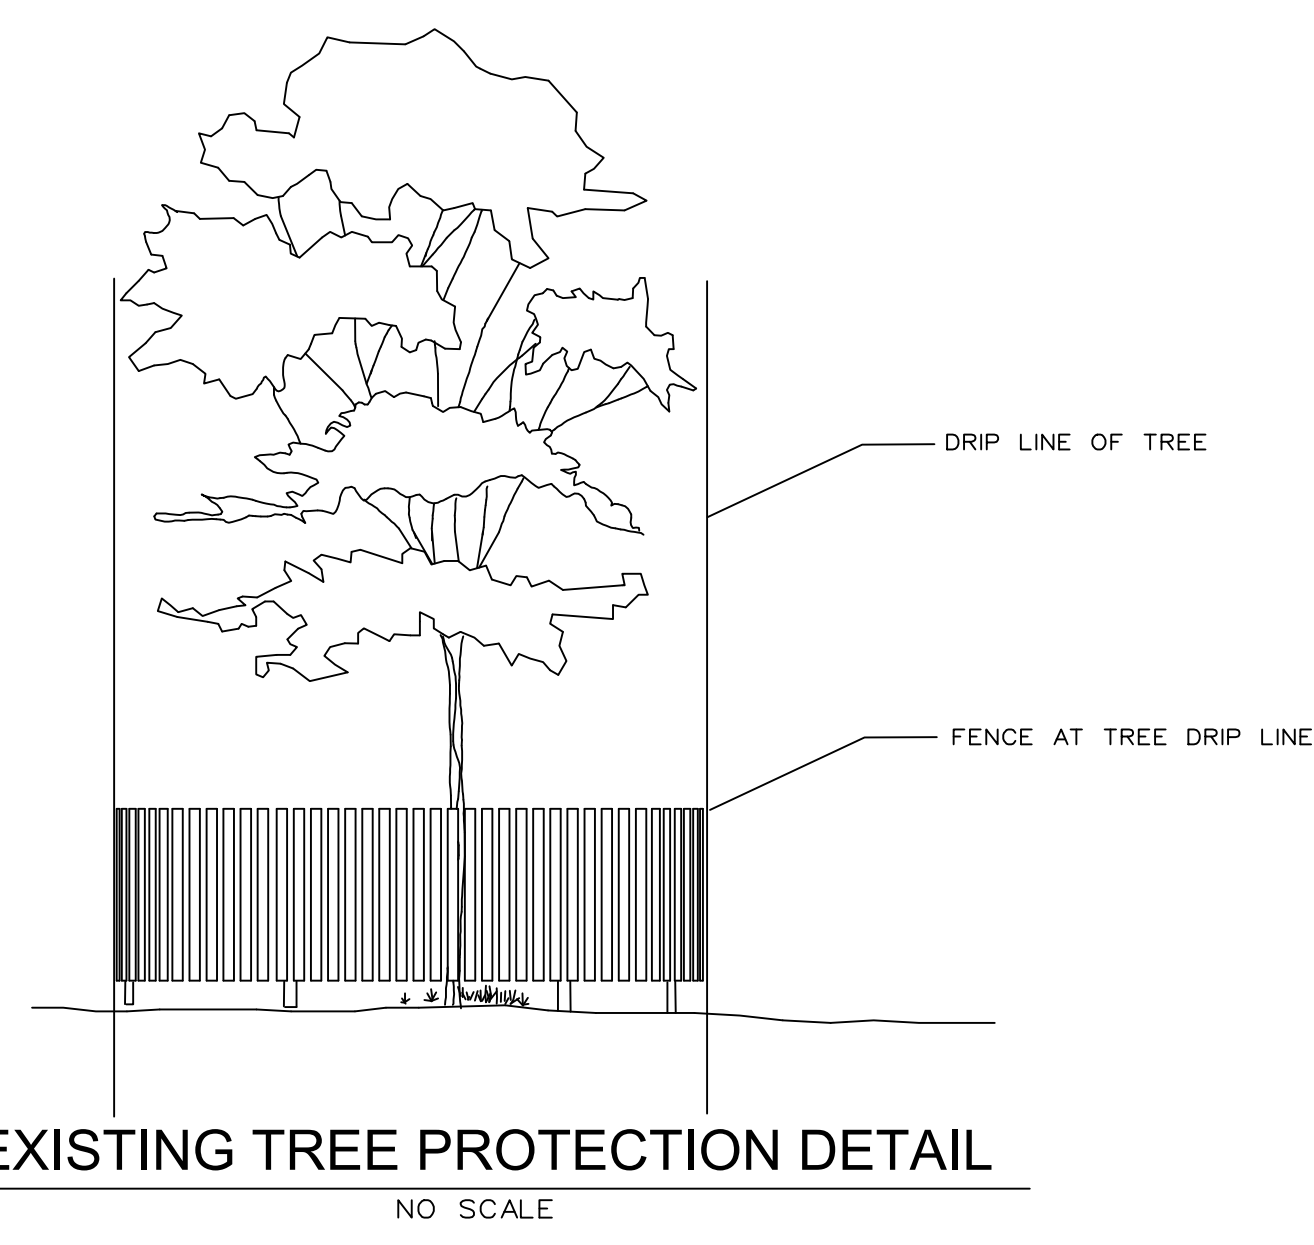 DRIP LINE OF TREE
FENCE AT TREE DRIP LINE
EXISTING TREE PROTECTION DETAIL
NO SCALE